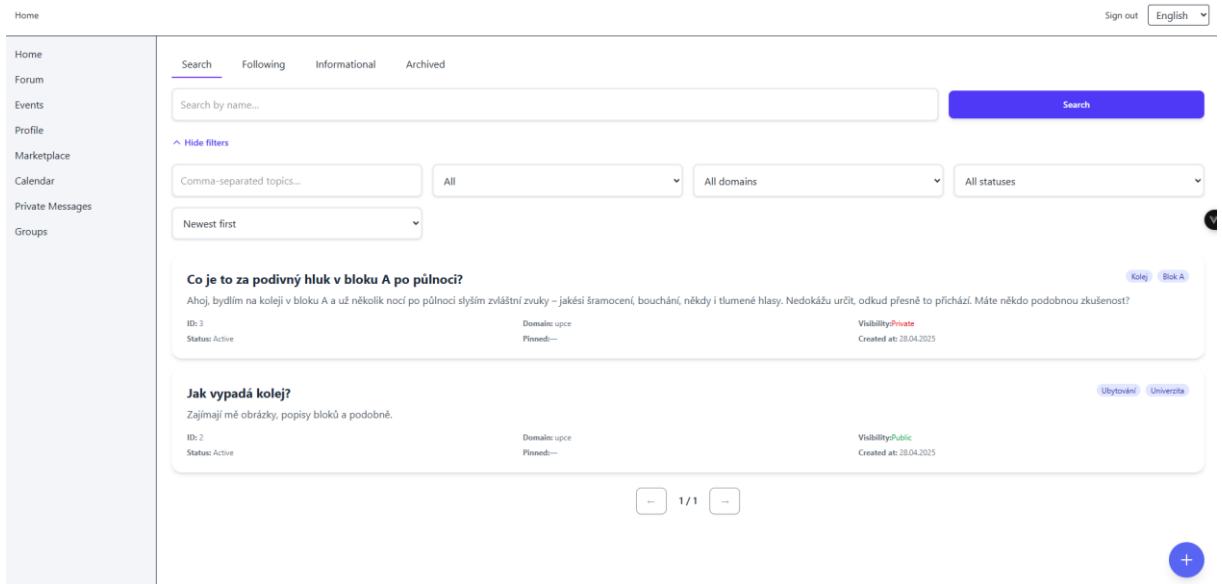 Home
Sign out
English
Home
Forum
Events
Profile
Marketplace
Calendar
Private Messages
Groups
Search Following Informational Archived
Search by name...
Search
Hide filters
Comma-separated topics...
All
All domains
All statuses
Newest first
Co je to za podivný hluk v bloku A po půlnoci?
Kolej Blok A
Ahoj, bydlím na koleji v bloku A a už několik nocí po půlnoci slyším zvláštní zvuky – jakési šramocení, bouchání, někdy i tlumené hlasy. Nedokážu určit, odkud přesně to přichází. Máte někdo podobnou zkušenost?
ID: 3 Domain: upce Visibility:Private
Status: Active Pinned:— Created at: 28.04.2025
Jak vypadá kolej?
Ubytování Univerzita
Zajímají mě obrázky, popisy bloků a podobně.
ID: 2 Domain: upce Visibility:Public
Status: Active Pinned:— Created at: 28.04.2025
← 1 / 1 →
+